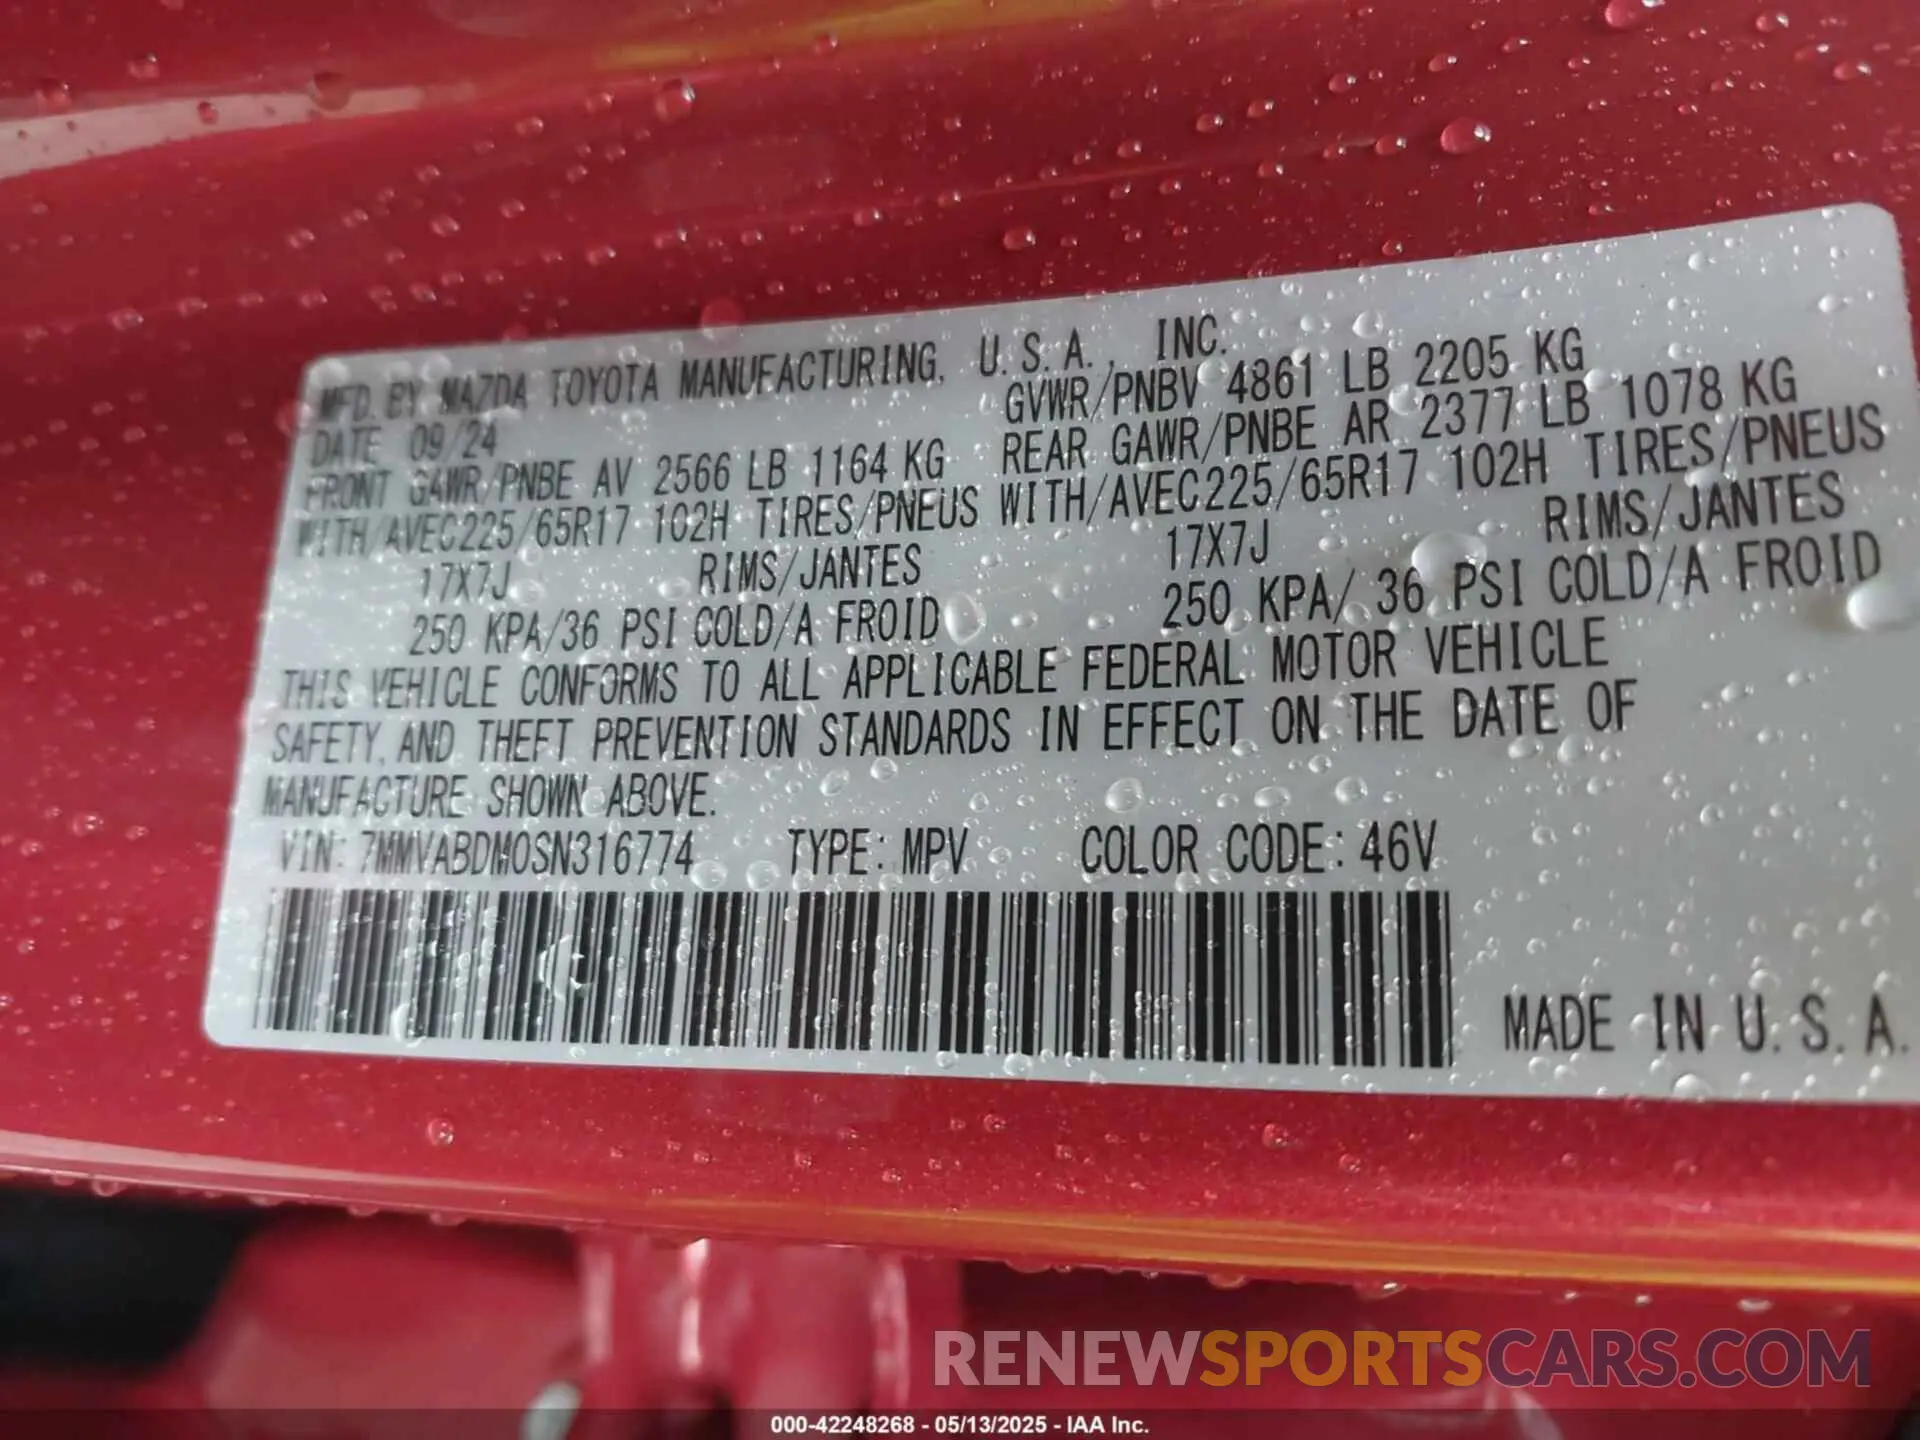 MFD. BY MAZDA TOYOTA MANUFACTURING, U.S.A., INC.
DATE 09/24 GVWR/PNBV 4861 LB 2205 KG
FRONT GAWR/PNBE AV 2566 LB 1164 KG REAR GAWR/PNBE AR 2377 LB 1078 KG
WITH/AVEC225/65R17 102H TIRES/PNEUS WITH/AVEC225/65R17 102H TIRES/PNEUS
17X7J RIMS/JANTES 17X7J RIMS/JANTES
250 KPA/36 PSI COLD/A FROID 250 KPA/ 36 PSI COLD/A FROID
THIS VEHICLE CONFORMS TO ALL APPLICABLE FEDERAL MOTOR VEHICLE
SAFETY, AND THEFT PREVENTION STANDARDS IN EFFECT ON THE DATE OF
MANUFACTURE SHOWN ABOVE.
VIN: 7MMVABDM0SN316774 TYPE: MPV COLOR CODE: 46V
MADE IN U.S.A.
RENEWSPORTSCARS.COM
000-42248268 - 05/13/2025 - IAA Inc.